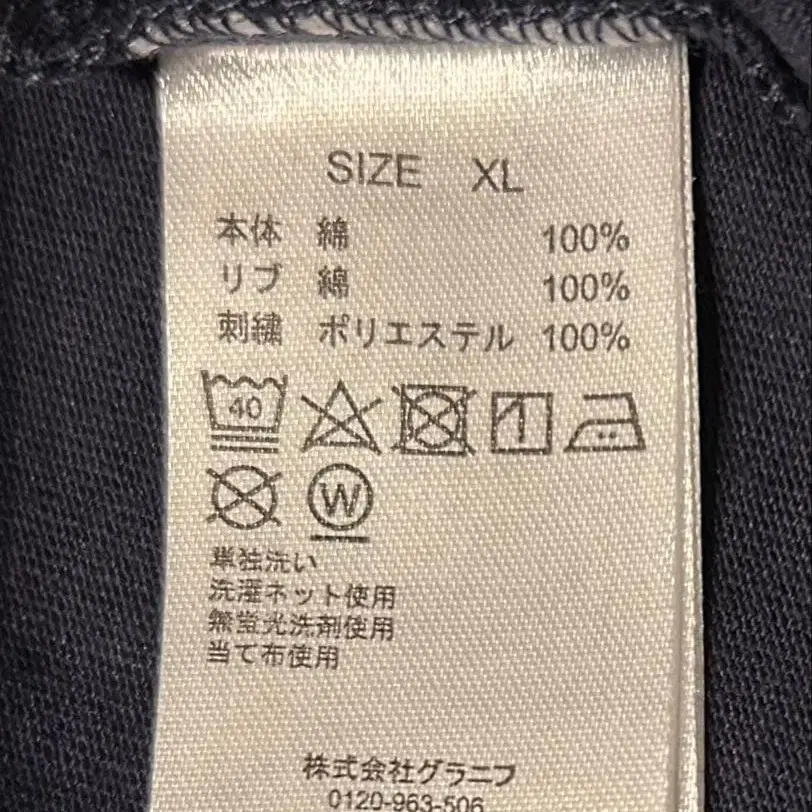 SIZE XL
本体 綿 100%
リブ 綿 100%
刺繍 ポリエステル 100%
40
W
単独洗い
洗濯ネット使用
無蛍光洗剤使用
当て布使用
株式会社グラニフ
0120-963-506